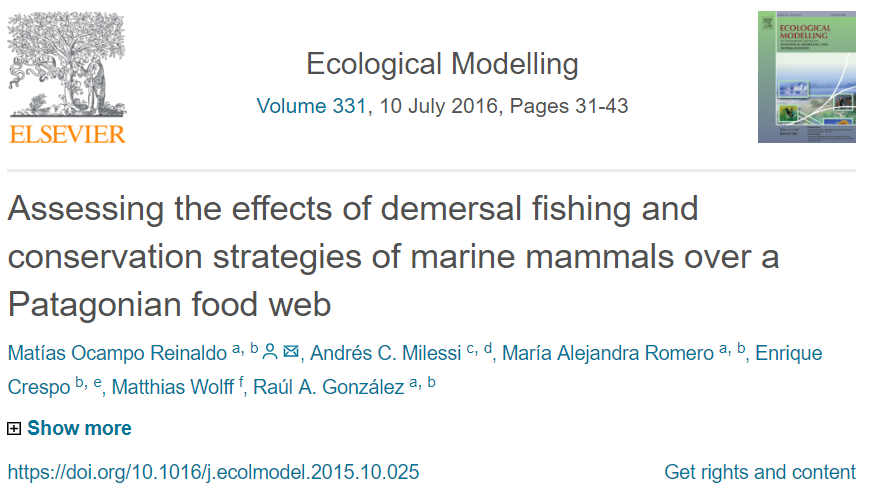 Ecological Modelling
Volume 331, 10 July 2016, Pages 31-43
ELSEVIER
ECOLOGICAL
MODELLING
Assessing the effects of demersal fishing and
conservation strategies of marine mammals over a
Patagonian food web
Matías Ocampo Reinaldo a, b, Andrés C. Milessi c, d, María Alejandra Romero a, b, Enrique
Crespo b, e, Matthias Wolff f, Raúl A. González a, b
Show more
https://doi.org/10.1016/j.ecolmodel.2015.10.025 Get rights and content